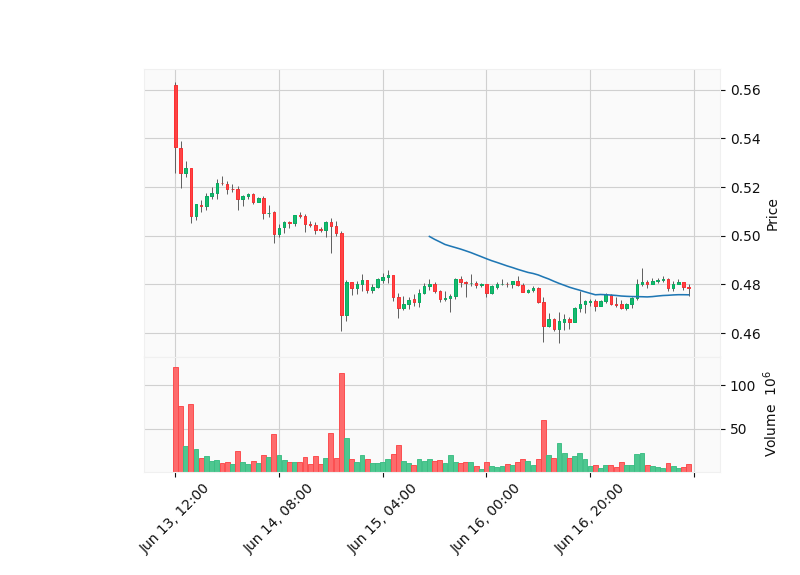 0.56
0.54
0.52
0.50
0.48
0.46
Price
100
50
Volume 10^6
Jun 13, 12:00
Jun 14, 08:00
Jun 15, 04:00
Jun 16, 00:00
Jun 16, 20:00